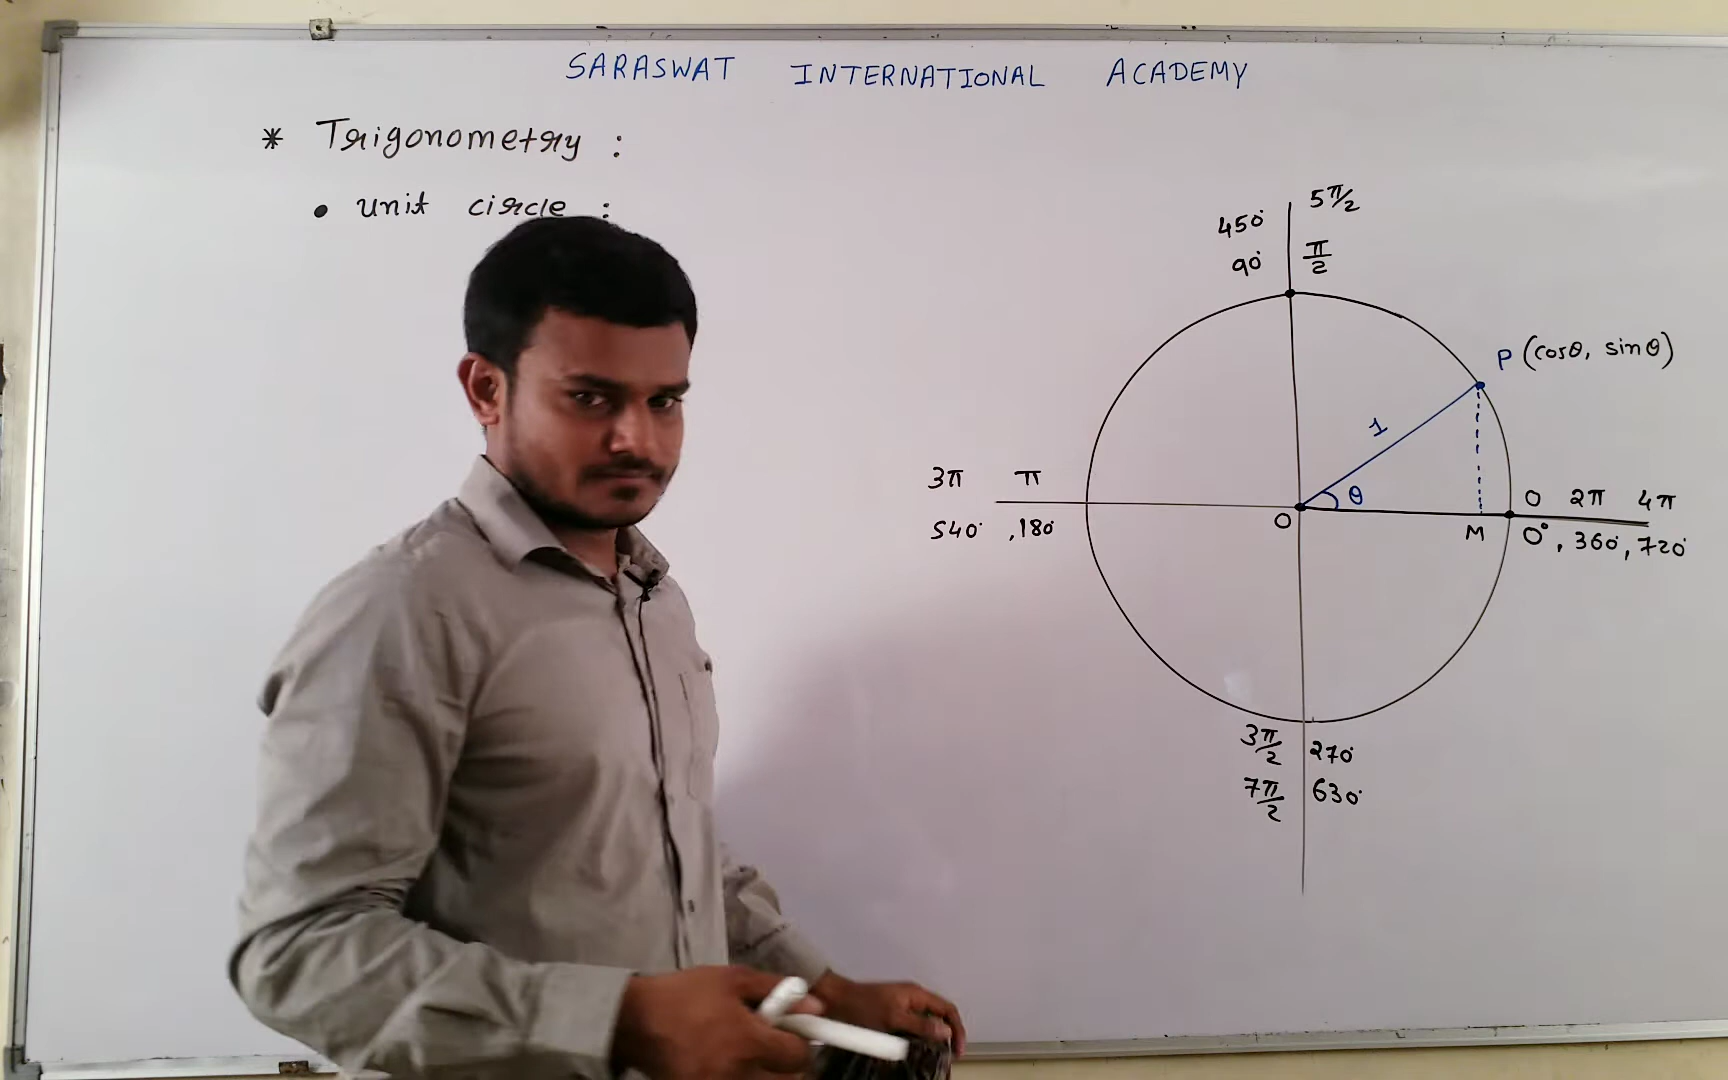 SARASWAT INTERNATIONAL ACADEMY
* Trigonometry :
• unit circle :
450° 5π/2
90° π/2
P (cosθ, sinθ)
1
θ
3π π
540° , 180°
O
M
0 2π 4π
0° , 360° , 720°
3π/2 270°
7π/2 630°